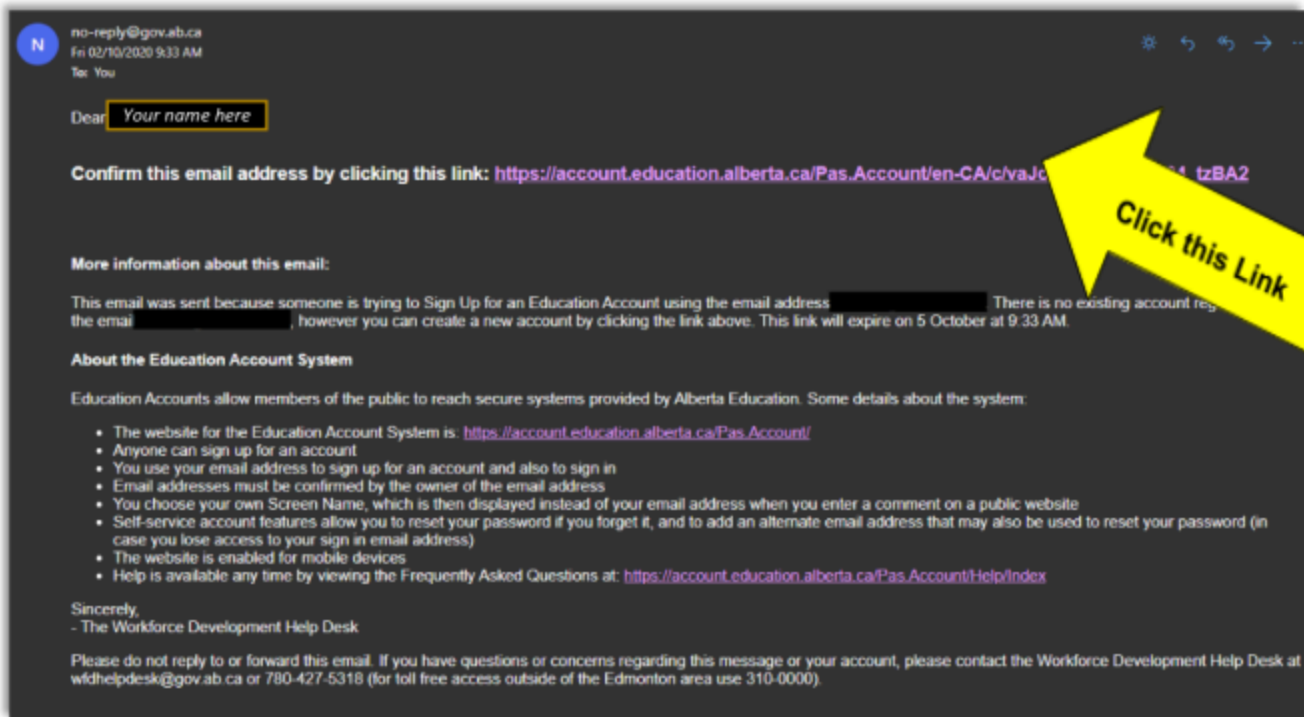 N
no-reply@gov.ab.ca
Fri 02/10/2020 9:33 AM
To: You
Dear Your name here
Confirm this email address by clicking this link: https://account.education.alberta.ca/Pas.Account/en-CA/c/vaJ tzBA2
Click this Link
More information about this email:
This email was sent because someone is trying to Sign Up for an Education Account using the email address There is no existing account reg
the emai , however you can create a new account by clicking the link above. This link will expire on 5 October at 9:33 AM.
About the Education Account System
Education Accounts allow members of the public to reach secure systems provided by Alberta Education. Some details about the system:
• The website for the Education Account System is: https://account.education.alberta.ca/Pas.Account/
• Anyone can sign up for an account
• You use your email address to sign up for an account and also to sign in
• Email addresses must be confirmed by the owner of the email address
• You choose your own Screen Name, which is then displayed instead of your email address when you enter a comment on a public website
• Self-service account features allow you to reset your password if you forget it, and to add an alternate email address that may also be used to reset your password (in
case you lose access to your sign in email address)
• The website is enabled for mobile devices
• Help is available any time by viewing the Frequently Asked Questions at: https://account.education.alberta.ca/Pas.Account/Help/Index
Sincerely,
- The Workforce Development Help Desk
Please do not reply to or forward this email. If you have questions or concerns regarding this message or your account, please contact the Workforce Development Help Desk at
wfdhelpdesk@gov.ab.ca or 780-427-5318 (for toll free access outside of the Edmonton area use 310-0000).